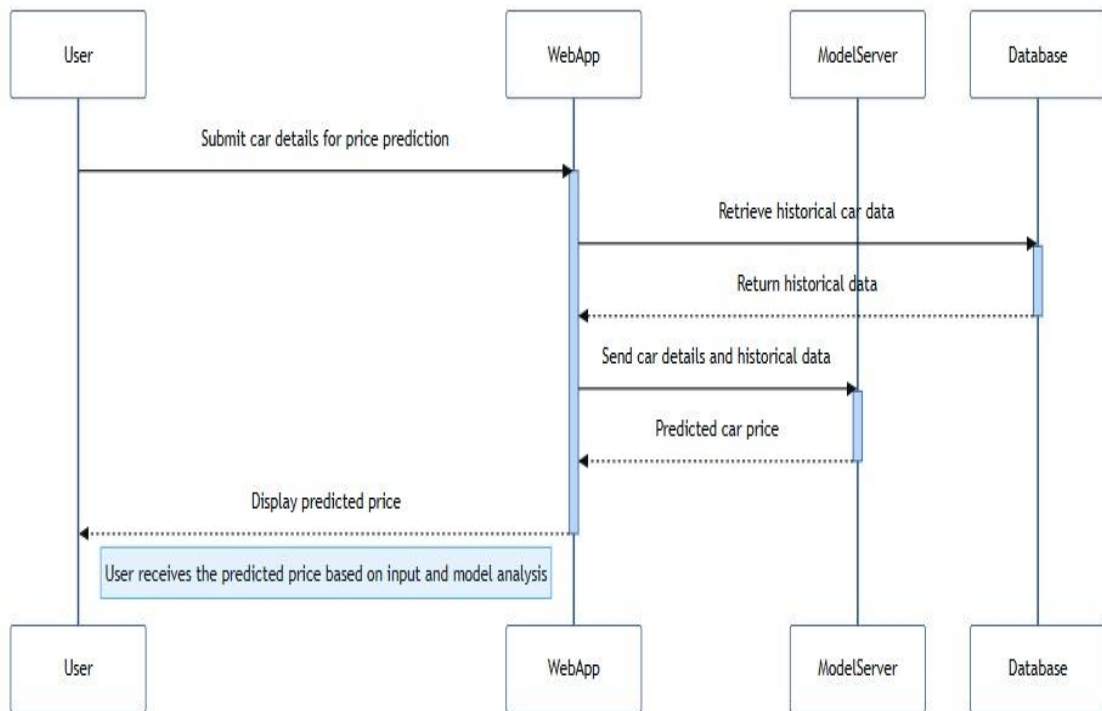 User
WebApp
ModelServer
Database
Submit car details for price prediction
Retrieve historical car data
Return historical data
Send car details and historical data
Predicted car price
Display predicted price
User receives the predicted price based on input and model analysis
User
WebApp
ModelServer
Database